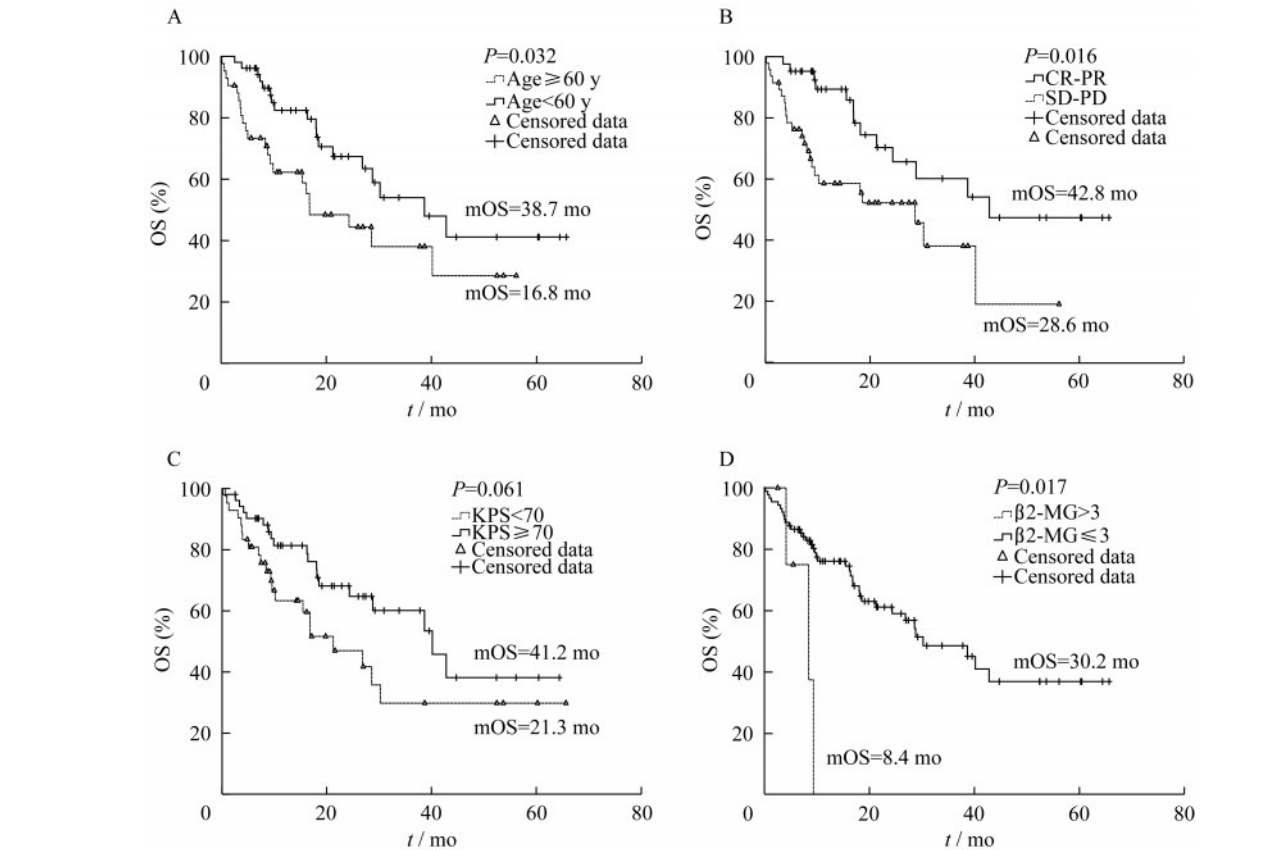 A
P=0.032
Age⩾60 y
Age<60 y
Censored data
Censored data
mOS=38.7 mo
mOS=16.8 mo
OS (%)
100
80
60
40
20
0
20
40
60
80
t / mo
B
P=0.016
CR-PR
SD-PD
Censored data
Censored data
mOS=42.8 mo
mOS=28.6 mo
OS (%)
100
80
60
40
20
0
20
40
60
80
t / mo
C
P=0.061
KPS<70
KPS⩾70
Censored data
Censored data
mOS=41.2 mo
mOS=21.3 mo
OS (%)
100
80
60
40
20
0
20
40
60
80
t / mo
D
P=0.017
β2-MG>3
β2-MG⩽3
Censored data
Censored data
mOS=30.2 mo
mOS=8.4 mo
OS (%)
100
80
60
40
20
0
20
40
60
80
t / mo